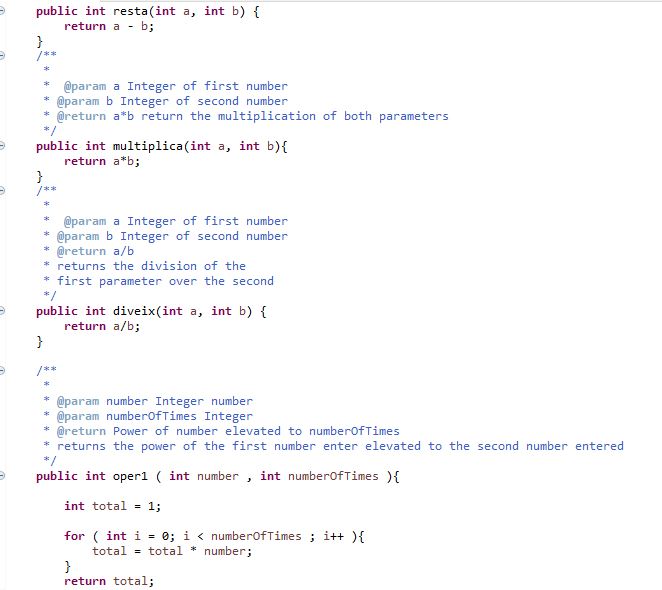 public int resta(int a, int b) {
return a - b;
}
/**
*
* @param a Integer of first number
* @param b Integer of second number
* @return a*b return the multiplication of both parameters
*/
public int multiplica(int a, int b){
return a*b;
}
/**
*
* @param a Integer of first number
* @param b Integer of second number
* @return a/b
* returns the division of the
* first parameter over the second
*/
public int diveix(int a, int b) {
return a/b;
}
/**
*
* @param number Integer number
* @param numberOfTimes Integer
* @return Power of number elevated to numberOfTimes
* returns the power of the first number enter elevated to the second number entered
*/
public int oper1 ( int number , int numberOfTimes ){
int total = 1;
for ( int i = 0; i < numberOfTimes ; i++ ){
total = total * number;
}
return total;